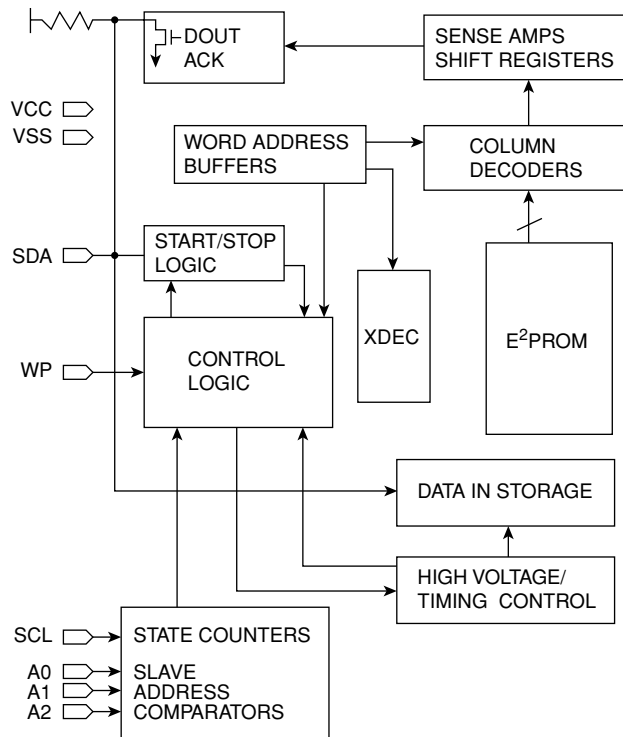 DOUT
ACK
SENSE AMPS
SHIFT REGISTERS
VCC
VSS
WORD ADDRESS
BUFFERS
COLUMN
DECODERS
SDA
START/STOP
LOGIC
XDEC
E²PROM
WP
CONTROL
LOGIC
DATA IN STORAGE
HIGH VOLTAGE/
TIMING CONTROL
SCL
STATE COUNTERS
A0
SLAVE
A1
ADDRESS
A2
COMPARATORS